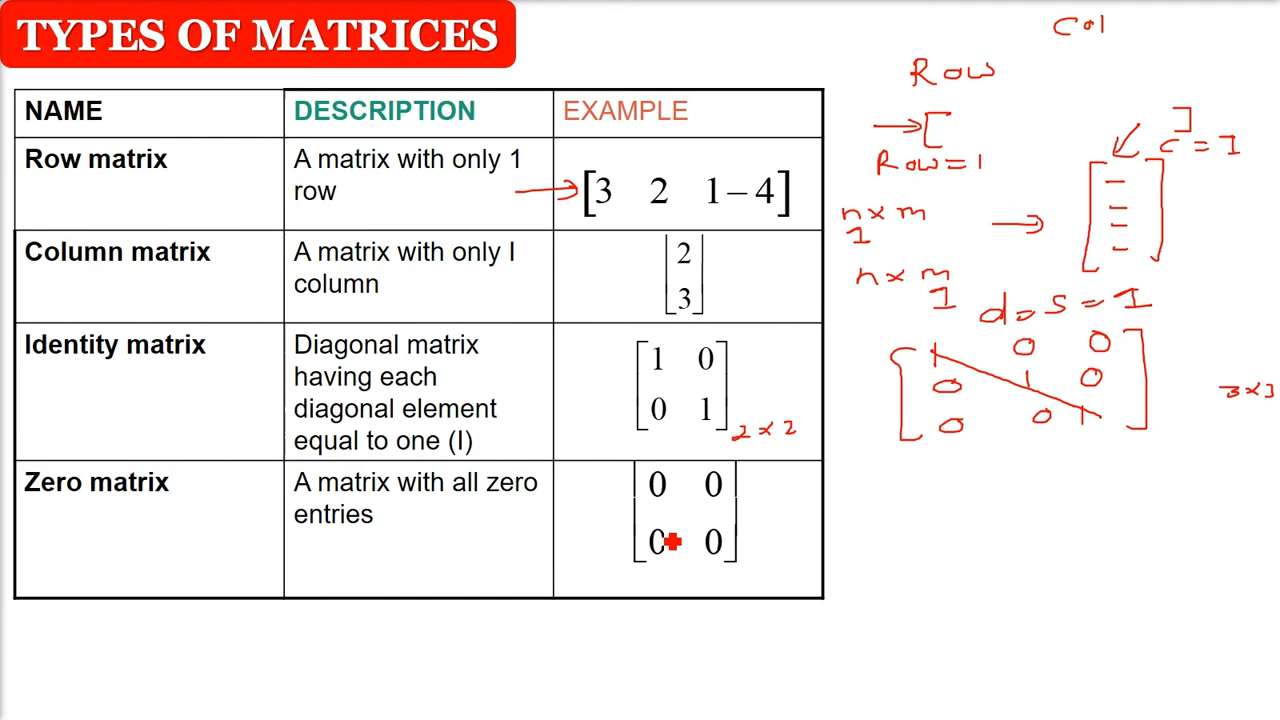 TYPES OF MATRICES
NAME DESCRIPTION EXAMPLE
Row matrix
A matrix with only 1
row
[3 2 1 – 4]
Column matrix
A matrix with only I
column
2
3
Identity matrix
Diagonal matrix
having each
diagonal element
equal to one (I)
1 0
0 1
2 × 2
Zero matrix
A matrix with all zero
entries
0 0
0 0
Col
Row
→ [ ]
Row = 1
C = 1
n × m
1
n × m
1
d.s = 1
1 0 0
0 1 0
0 0 1